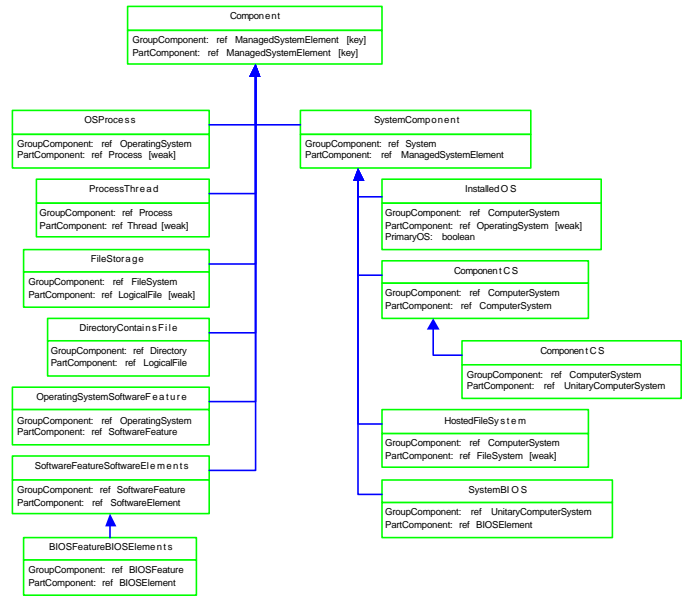 Component
GroupComponent: ref ManagedSystemElement [key]
PartComponent: ref ManagedSystemElement [key]
OSProcess
GroupComponent: ref OperatingSystem
PartComponent: ref Process [weak]
SystemComponent
GroupComponent: ref System
PartComponent: ref ManagedSystemElement
ProcessThread
GroupComponent: ref Process
PartComponent: ref Thread [weak]
InstalledOS
GroupComponent: ref ComputerSystem
PartComponent: ref OperatingSystem [weak]
PrimaryOS: boolean
FileStorage
GroupComponent: ref FileSystem
PartComponent: ref LogicalFile [weak]
ComponentCS
GroupComponent: ref ComputerSystem
PartComponent: ref ComputerSystem
DirectoryContainsFile
GroupComponent: ref Directory
PartComponent: ref LogicalFile
ComponentCS
GroupComponent: ref ComputerSystem
PartComponent: ref UnitaryComputerSystem
OperatingSystemSoftwareFeature
GroupComponent: ref OperatingSystem
PartComponent: ref SoftwareFeature
HostedFileSystem
GroupComponent: ref ComputerSystem
PartComponent: ref FileSystem [weak]
SoftwareFeatureSoftwareElements
GroupComponent: ref SoftwareFeature
PartComponent: ref SoftwareElement
SystemBIOS
GroupComponent: ref UnitaryComputerSystem
PartComponent: ref BIOSElement
BIOSFeatureBIOSElements
GroupComponent: ref BIOSFeature
PartComponent: ref BIOSElement